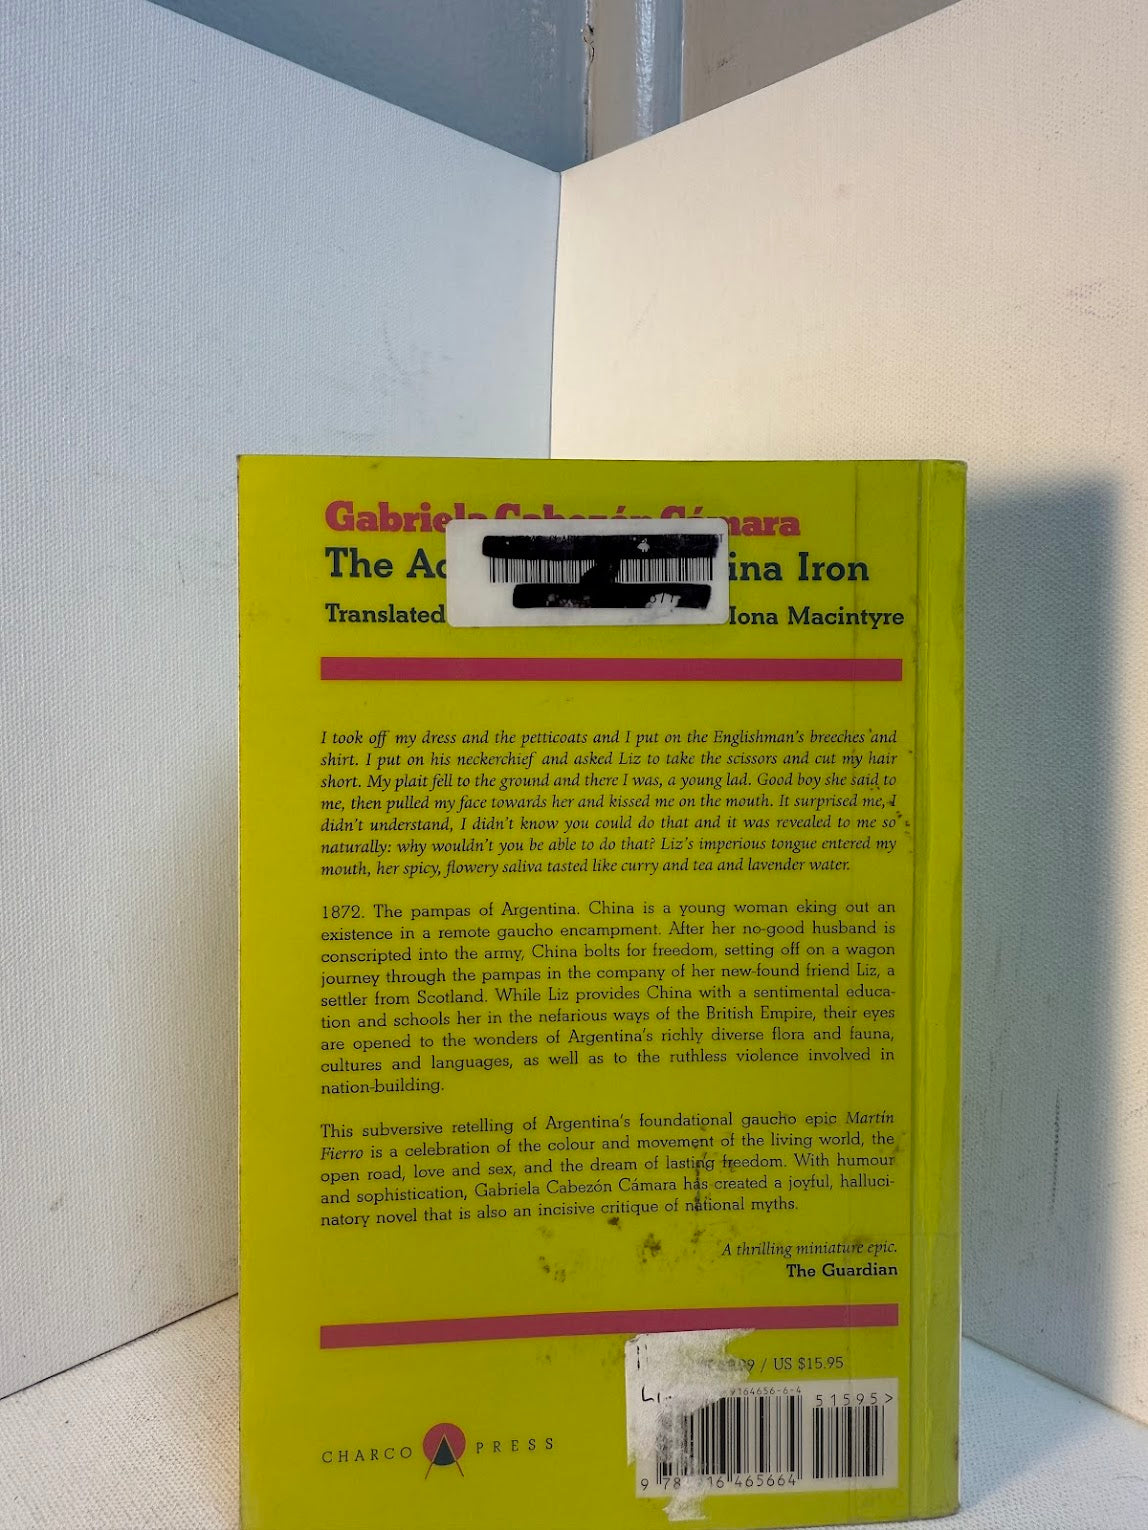 Gabriela Cabezón Cámara
The Ad ina Iron
Translated Iona Macintyre
I took off my dress and the petticoats and I put on the Englishman's breeches and
shirt. I put on his neckerchief and asked Liz to take the scissors and cut my hair
short. My plait fell to the ground and there I was, a young lad. Good boy she said to
me, then pulled my face towards her and kissed me on the mouth. It surprised me, I
didn't understand, I didn't know you could do that and it was revealed to me so
naturally: why wouldn't you be able to do that? Liz's imperious tongue entered my
mouth, her spicy, flowery saliva tasted like curry and tea and lavender water.
1872. The pampas of Argentina. China is a young woman eking out an
existence in a remote gaucho encampment. After her no-good husband is
conscripted into the army, China bolts for freedom, setting off on a wagon
journey through the pampas in the company of her new-found friend Liz, a
settler from Scotland. While Liz provides China with a sentimental educa-
tion and schools her in the nefarious ways of the British Empire, their eyes
are opened to the wonders of Argentina's richly diverse flora and fauna,
cultures and languages, as well as to the ruthless violence involved in
nation-building.
This subversive retelling of Argentina's foundational gaucho epic Martín
Fierro is a celebration of the colour and movement of the living world, the
open road, love and sex, and the dream of lasting freedom. With humour
and sophistication, Gabriela Cabezón Cámara has created a joyful, halluci-
natory novel that is also an incisive critique of national myths.
A thrilling miniature epic.
The Guardian
9 / US $15.95
9164656-6-4
51595>
9 78 916 465664
CHARCO PRESS